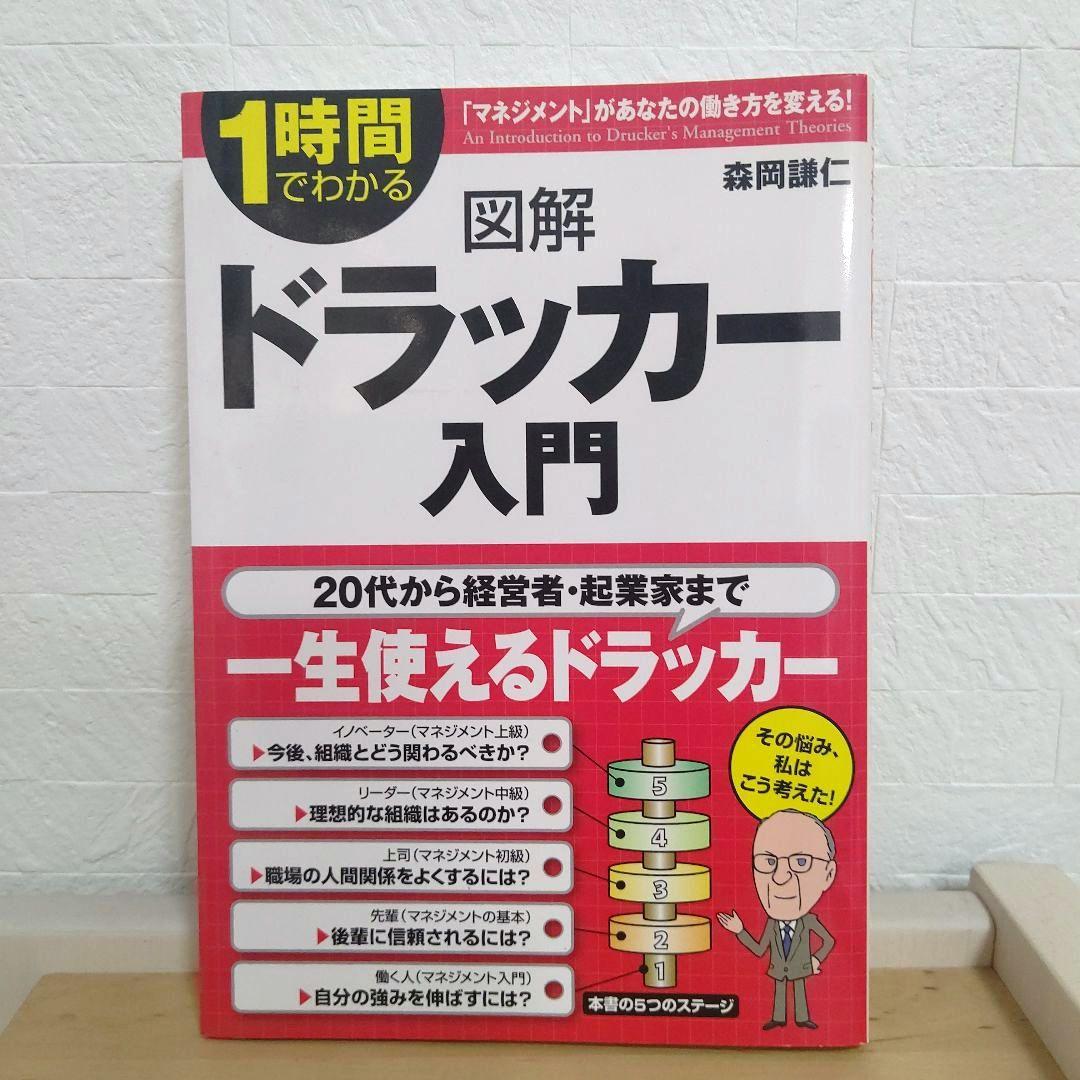 「マネジメント」があなたの働き方を変える!
An Introduction to Drucker's Management Theories
1時間
でわかる
森岡謙仁
図解
ドラッカー
入門
20代から経営者・起業家まで
一生使えるドラッカー
イノベーター(マネジメント上級)
▶今後、組織とどう関わるべきか?
リーダー(マネジメント中級)
▶理想的な組織はあるのか?
上司(マネジメント初級)
▶職場の人間関係をよくするには?
先輩(マネジメントの基本)
▶後輩に信頼されるには?
働く人(マネジメント入門)
▶自分の強みを伸ばすには?
5
4
3
2
1
本書の5つのステージ
その悩み、
私は
こう考えた!